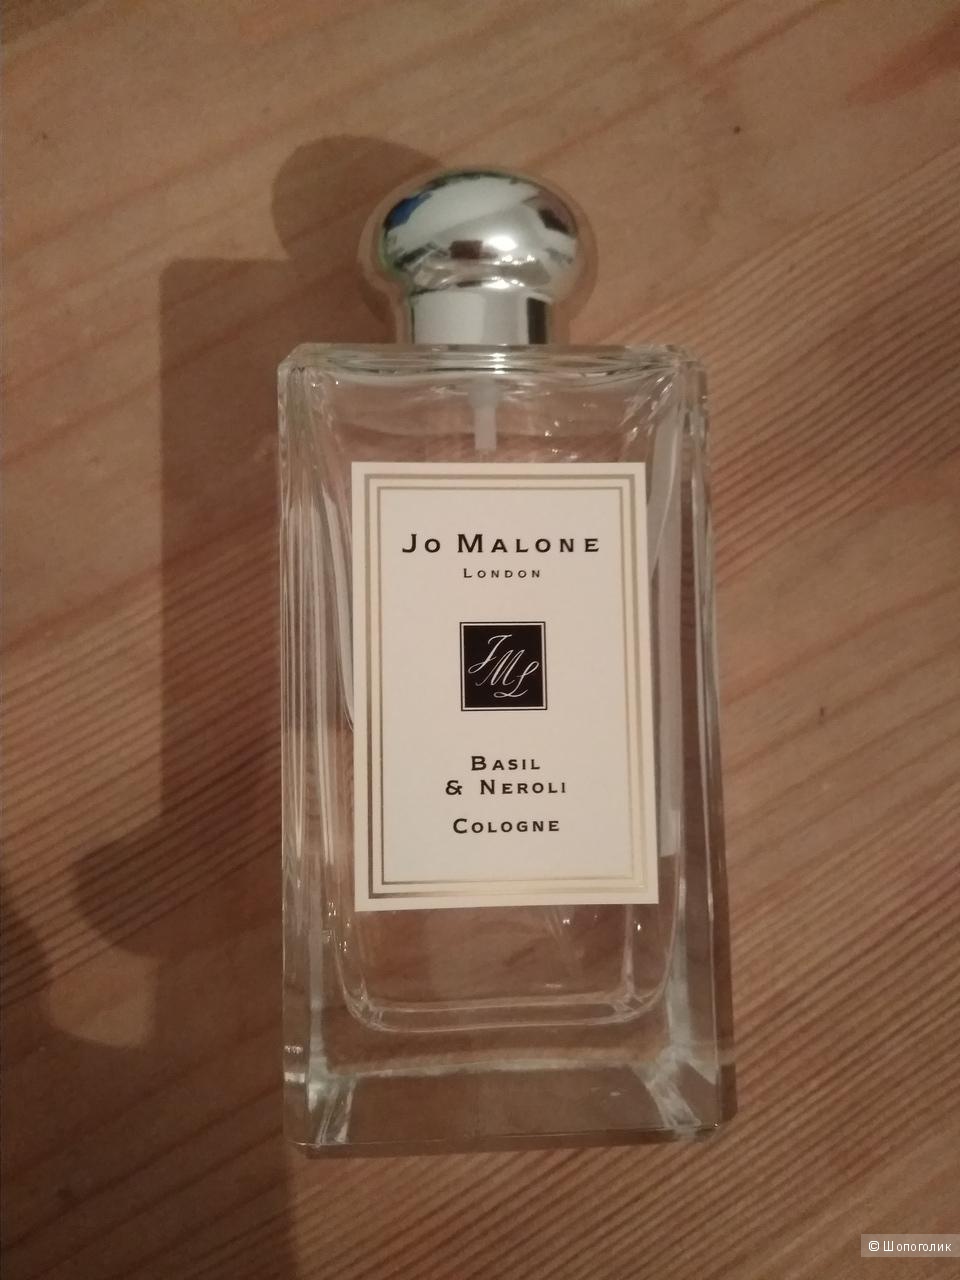 Jo Malone
London
JML
Basil
& Neroli
Cologne
© Шопоголик